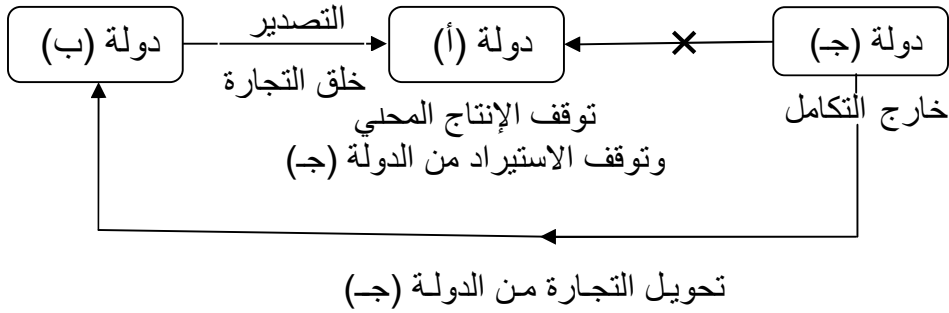 دولة (جـ)
دولة (أ)
التصدير
دولة (ب)
خارج التكامل
خلق التجارة
توقف الإنتاج المحلي
وتوقف الاستيراد من الدولة (جـ)
تحويل التجارة من الدولة (جـ)